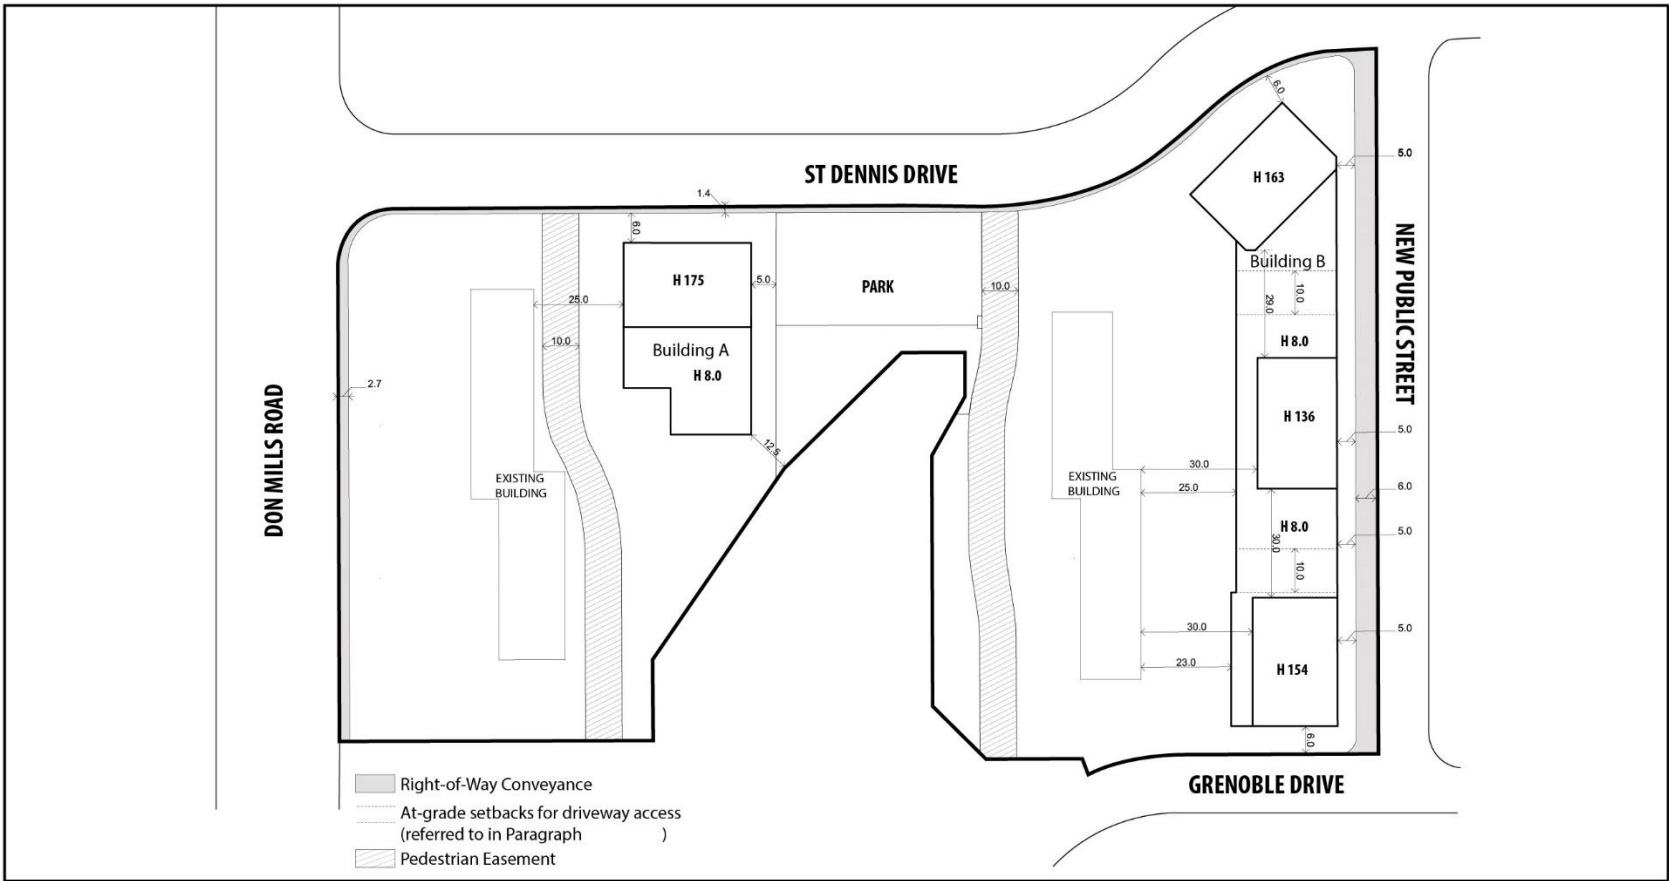 ST DENNIS DRIVE
6.0
5.0
H 163
1.4
6.0
H 175
5.0
PARK
10.0
25.0
Building B
10.0
29.0
NEW PUBLIC STREET
10.0
Building A
H 8.0
H 8.0
2.7
DON MILLS ROAD
H 136
5.0
12.5
EXISTING
BUILDING
EXISTING
BUILDING
30.0
25.0
6.0
H 8.0
5.0
30.0
10.0
30.0
5.0
23.0
H 154
6.0
GRENOBLE DRIVE
Right-of-Way Conveyance
At-grade setbacks for driveway access
(referred to in Paragraph )
Pedestrian Easement